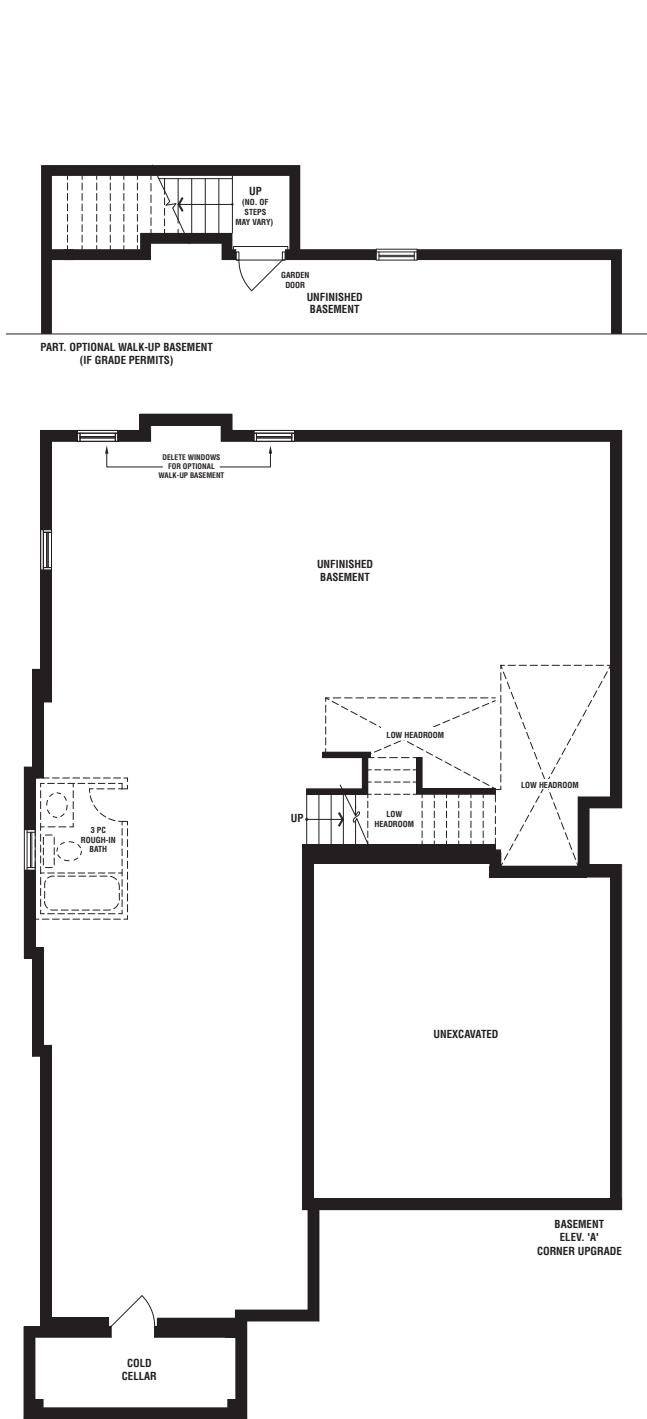 UP
(NO. OF
STEPS
MAY VARY)
GARDEN
DOOR
UNFINISHED
BASEMENT
PART. OPTIONAL WALK-UP BASEMENT
(IF GRADE PERMITS)
DELETE WINDOWS
FOR OPTIONAL
WALK-UP BASEMENT
UNFINISHED
BASEMENT
LOW HEADROOM
LOW HEADROOM
UP
LOW
HEADROOM
3 PC
ROUGH-IN
BATH
UNEXCAVATED
BASEMENT
ELEV. 'A'
CORNER UPGRADE
COLD
CELLAR